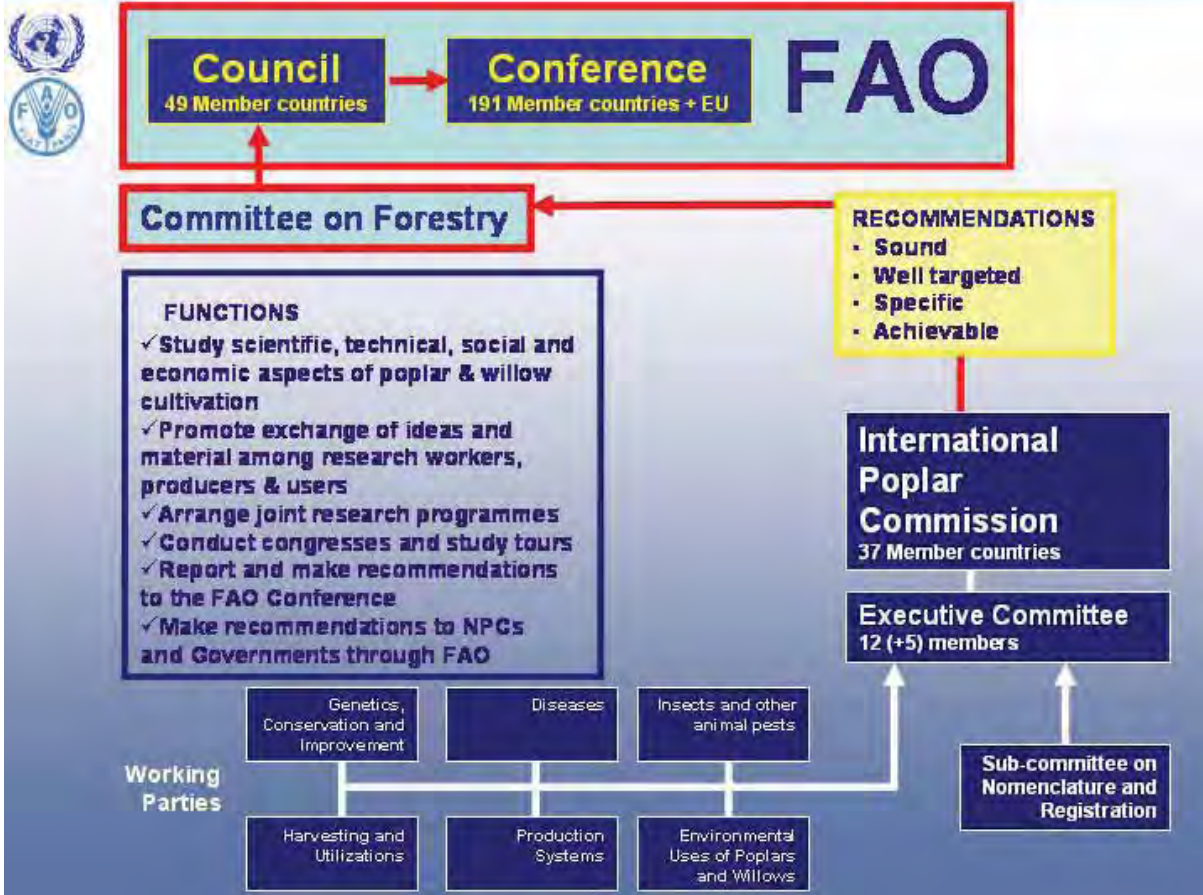 FAO
Council
49 Member countries
Conference
191 Member countries + EU
F A O
FIAT PANIS
Committee on Forestry
RECOMMENDATIONS
· Sound
· Well targeted
· Specific
· Achievable
FUNCTIONS
✓Study scientific, technical, social and
economic aspects of poplar & willow
cultivation
✓Promote exchange of ideas and
material among research workers,
producers & users
✓Arrange joint research programmes
✓Conduct congresses and study tours
✓Report and make recommendations
to the FAO Conference
✓Make recommendations to NPCs
and Governments through FAO
International
Poplar
Commission
37 Member countries
Executive Committee
12 (+5) members
Genetics,
Conservation and
Improvement
Diseases
Insects and other
animal pests
Working
Parties
Sub-committee on
Nomenclature and
Registration
Harvesting and
Utilizations
Production
Systems
Environmental
Uses of Poplars
and Willows